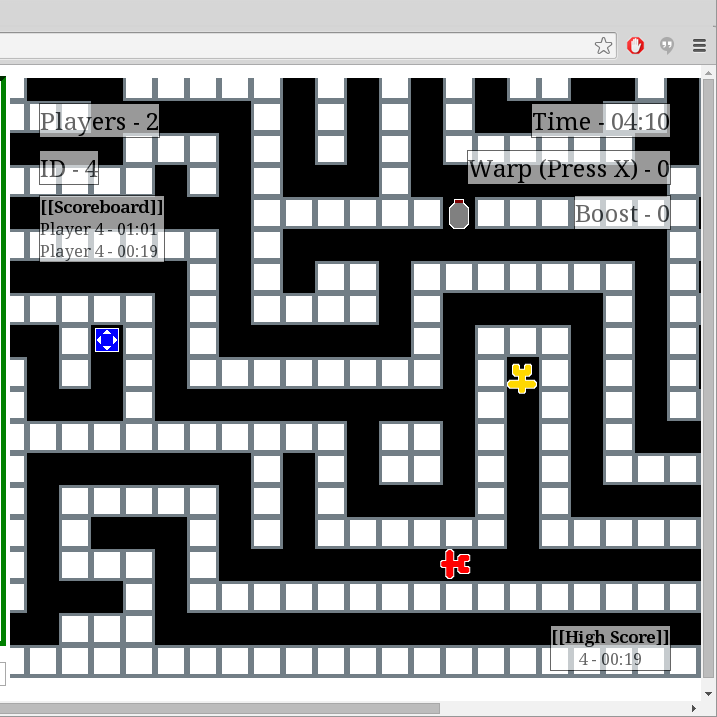 Players - 2
Time - 04:10
ID - 4
Warp (Press X) - 0
[[Scoreboard]]
Boost - 0
Player 4 - 01:01
Player 4 - 00:19
[[High Score]]
4 - 00:19